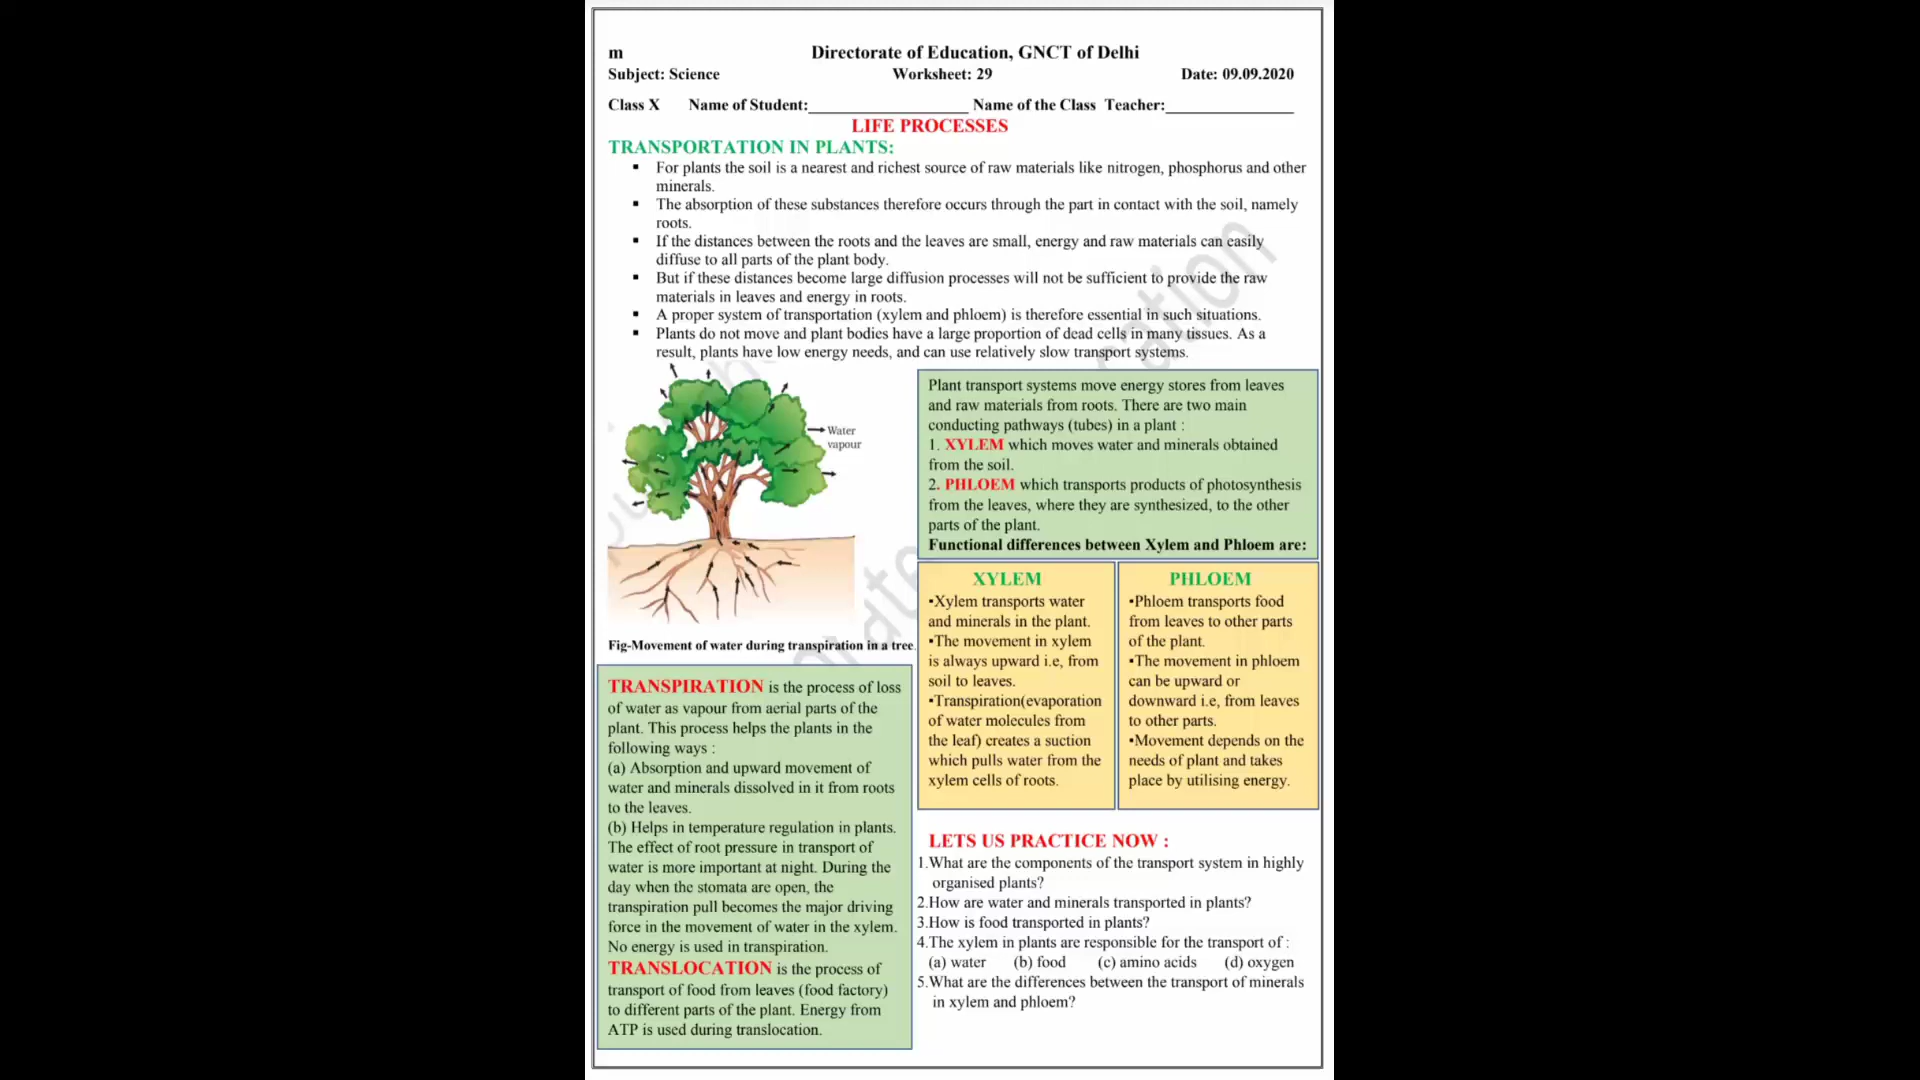 m
Directorate of Education, GNCT of Delhi
Subject: Science Worksheet: 29 Date: 09.09.2020
Class X Name of Student:____________________ Name of the Class Teacher:________________
LIFE PROCESSES
TRANSPORTATION IN PLANTS:
▪ For plants the soil is a nearest and richest source of raw materials like nitrogen, phosphorus and other
minerals.
▪ The absorption of these substances therefore occurs through the part in contact with the soil, namely
roots.
▪ If the distances between the roots and the leaves are small, energy and raw materials can easily
diffuse to all parts of the plant body.
▪ But if these distances become large diffusion processes will not be sufficient to provide the raw
materials in leaves and energy in roots.
▪ A proper system of transportation (xylem and phloem) is therefore essential in such situations.
▪ Plants do not move and plant bodies have a large proportion of dead cells in many tissues. As a
result, plants have low energy needs, and can use relatively slow transport systems.
Water
vapour
Fig-Movement of water during transpiration in a tree.
TRANSPIRATION is the process of loss
of water as vapour from aerial parts of the
plant. This process helps the plants in the
following ways :
(a) Absorption and upward movement of
water and minerals dissolved in it from roots
to the leaves.
(b) Helps in temperature regulation in plants.
The effect of root pressure in transport of
water is more important at night. During the
day when the stomata are open, the
transpiration pull becomes the major driving
force in the movement of water in the xylem.
No energy is used in transpiration.
TRANSLOCATION is the process of
transport of food from leaves (food factory)
to different parts of the plant. Energy from
ATP is used during translocation.
Plant transport systems move energy stores from leaves
and raw materials from roots. There are two main
conducting pathways (tubes) in a plant :
1. XYLEM which moves water and minerals obtained
from the soil.
2. PHLOEM which transports products of photosynthesis
from the leaves, where they are synthesized, to the other
parts of the plant.
Functional differences between Xylem and Phloem are:
XYLEM
•Xylem transports water
and minerals in the plant.
•The movement in xylem
is always upward i.e, from
soil to leaves.
•Transpiration(evaporation
of water molecules from
the leaf) creates a suction
which pulls water from the
xylem cells of roots.
PHLOEM
•Phloem transports food
from leaves to other parts
of the plant.
•The movement in phloem
can be upward or
downward i.e, from leaves
to other parts.
•Movement depends on the
needs of plant and takes
place by utilising energy.
LETS US PRACTICE NOW :
1.What are the components of the transport system in highly
organised plants?
2.How are water and minerals transported in plants?
3.How is food transported in plants?
4.The xylem in plants are responsible for the transport of :
(a) water (b) food (c) amino acids (d) oxygen
5.What are the differences between the transport of minerals
in xylem and phloem?